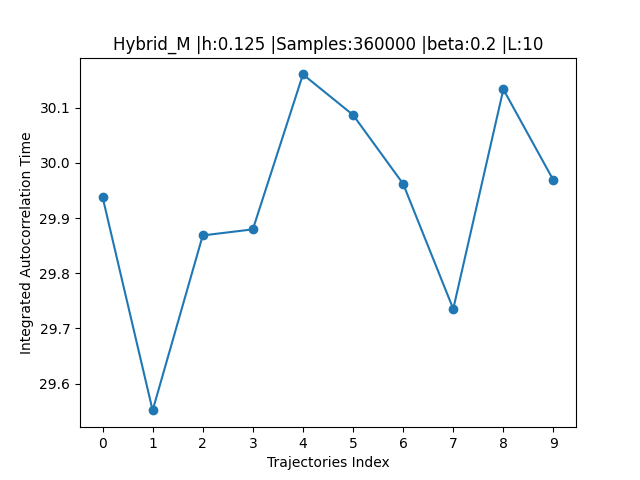 Hybrid_M |h:0.125 |Samples:360000 |beta:0.2 |L:10
Integrated Autocorrelation Time
30.1
30.0
29.9
29.8
29.7
29.6
0 1 2 3 4 5 6 7 8 9
Trajectories Index